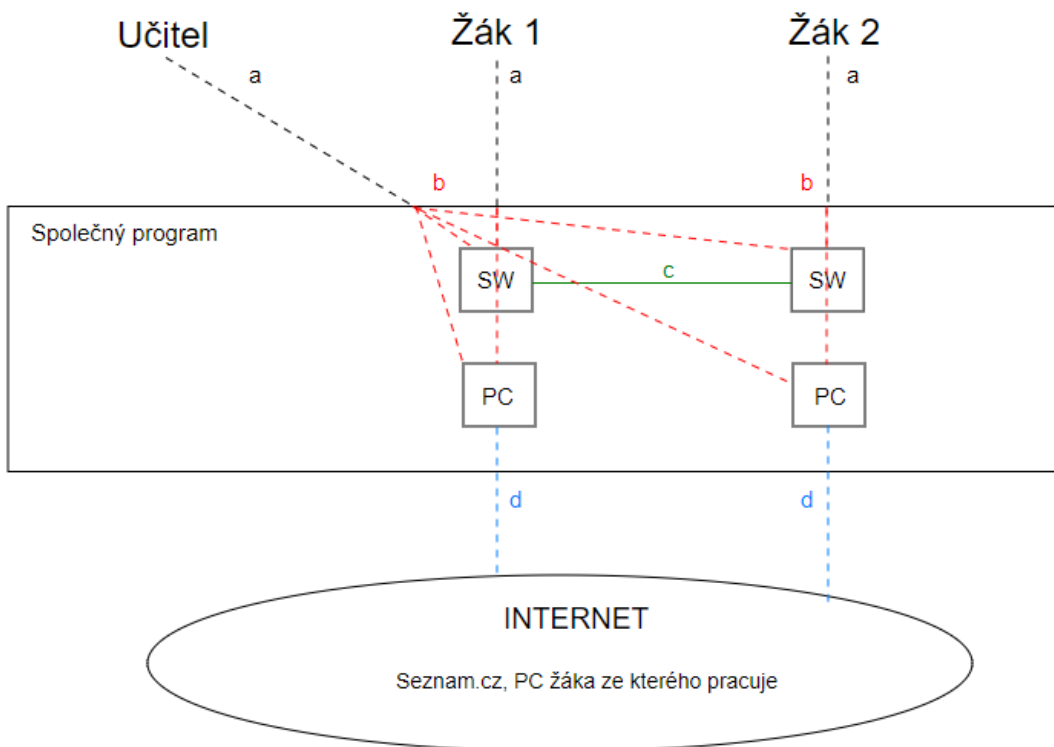 Učitel
Žák 1
Žák 2
a
a
a
b
b
Společný program
SW
c
SW
PC
PC
d
d
INTERNET
Seznam.cz, PC žáka ze kterého pracuje